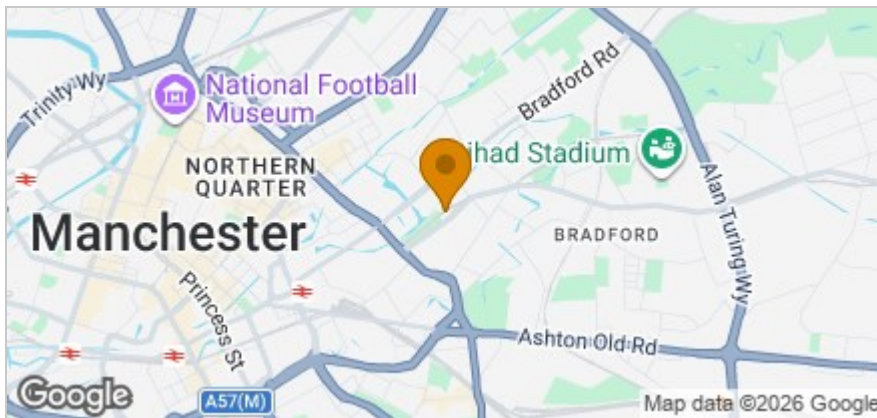 Trinity Wy
National Football
Museum
Bradford Rd
NORTHERN
QUARTER
ihad Stadium
Manchester
BRADFORD
Alan Turing Wy
Princess St
Ashton Old Rd
Google
A57(M)
Map data ©2026 Google